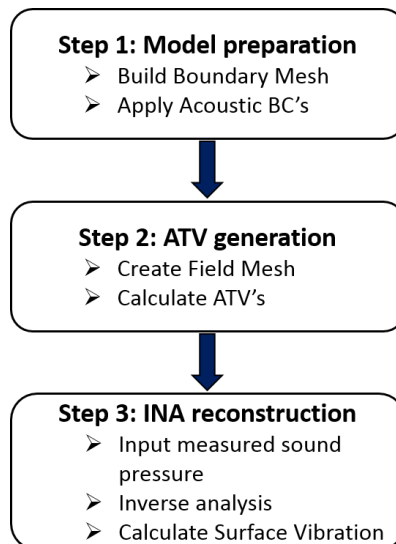 Step 1: Model preparation
➢ Build Boundary Mesh
➢ Apply Acoustic BC's
Step 2: ATV generation
➢ Create Field Mesh
➢ Calculate ATV's
Step 3: INA reconstruction
➢ Input measured sound
pressure
➢ Inverse analysis
➢ Calculate Surface Vibration